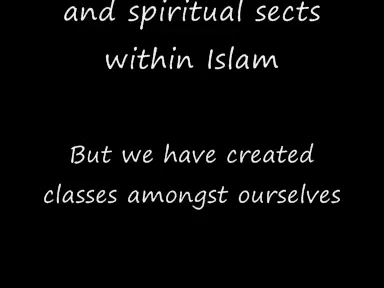 and spiritual sects
within Islam
But we have created
classes amongst ourselves